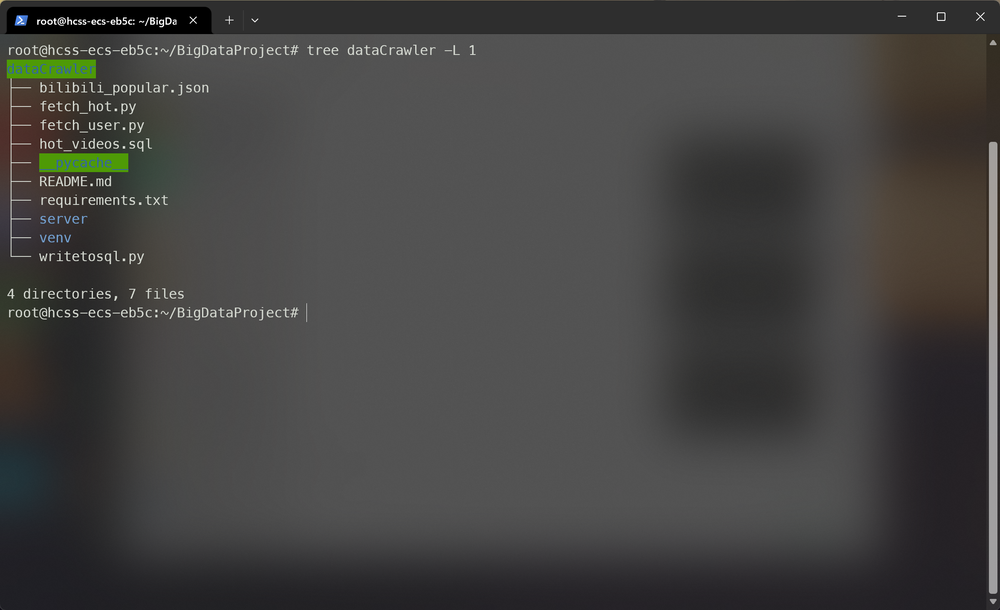 root@hcss-ecs-eb5c: ~/BigDa
root@hcss-ecs-eb5c:~/BigDataProject# tree dataCrawler -L 1
dataCrawler
├── bilibili_popular.json
├── fetch_hot.py
├── fetch_user.py
├── hot_videos.sql
├── __pycache__
├── README.md
├── requirements.txt
├── server
├── venv
└── writetosql.py

4 directories, 7 files
root@hcss-ecs-eb5c:~/BigDataProject#